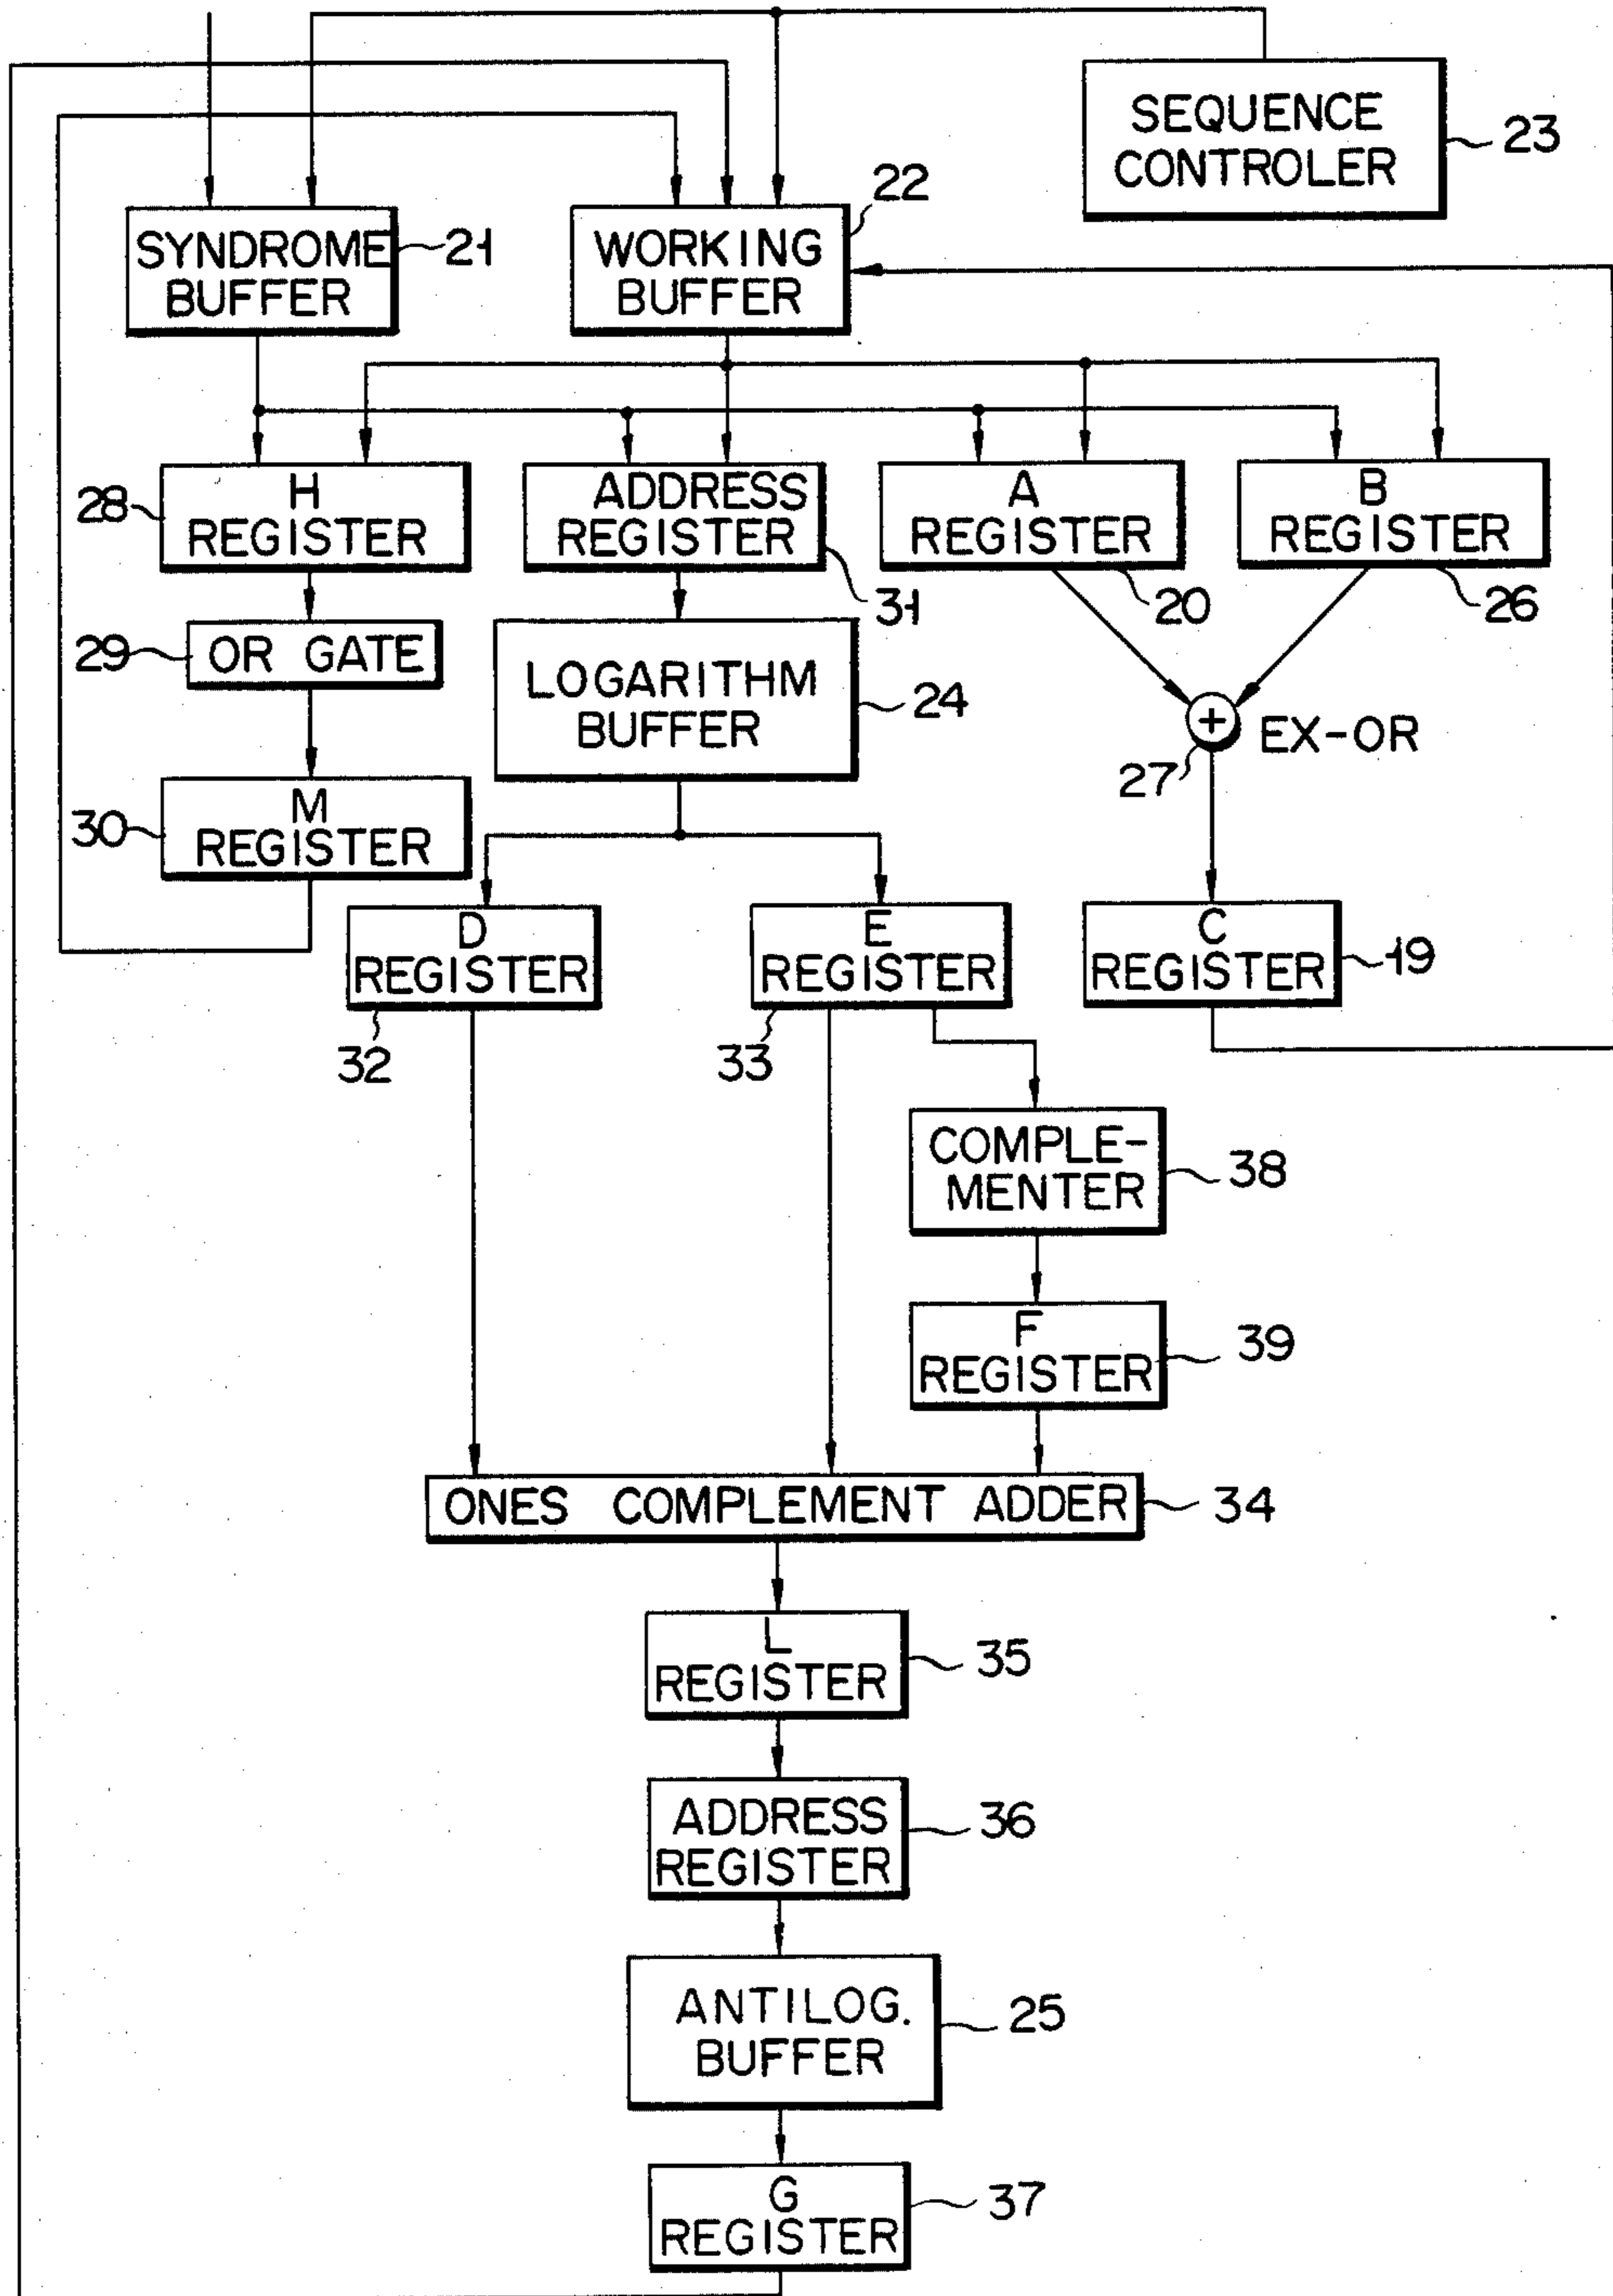 SEQUENCE
CONTROLER
23
22
SYNDROME
BUFFER
21
WORKING
BUFFER
28
H
REGISTER
ADDRESS
REGISTER
31
A
REGISTER
20
B
REGISTER
26
29
OR GATE
LOGARITHM
BUFFER
24
+
EX-OR
27
30
M
REGISTER
D
REGISTER
32
E
REGISTER
33
C
REGISTER
19
COMPLE-
MENTER
38
F
REGISTER
39
ONES COMPLEMENT ADDER
34
L
REGISTER
35
ADDRESS
REGISTER
36
ANTILOG.
BUFFER
25
G
REGISTER
37